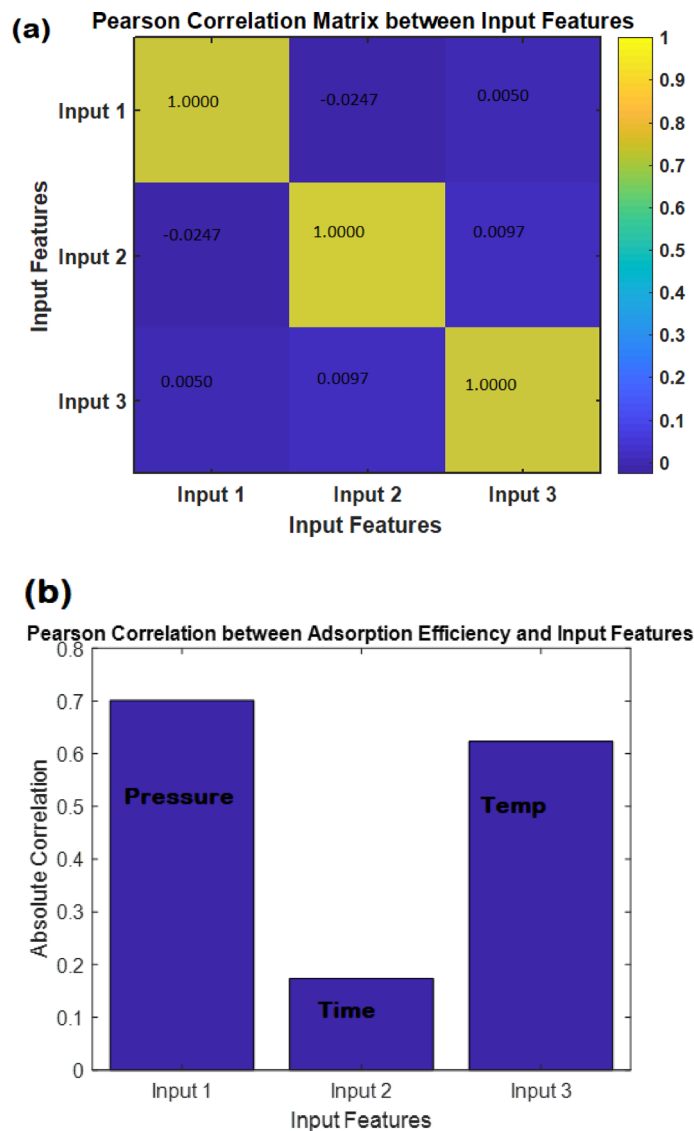 (a)
Pearson Correlation Matrix between Input Features
Input Features
Input 1
1.0000
-0.0247
0.0050
Input 2
-0.0247
1.0000
0.0097
Input 3
0.0050
0.0097
1.0000
Input 1
Input 2
Input 3
Input Features
1
0.9
0.8
0.7
0.6
0.5
0.4
0.3
0.2
0.1
0
(b)
Pearson Correlation between Adsorption Efficiency and Input Features
Absolute Correlation
0.8
0.7
0.6
0.5
0.4
0.3
0.2
0.1
0
Pressure
Time
Temp
Input 1
Input 2
Input 3
Input Features